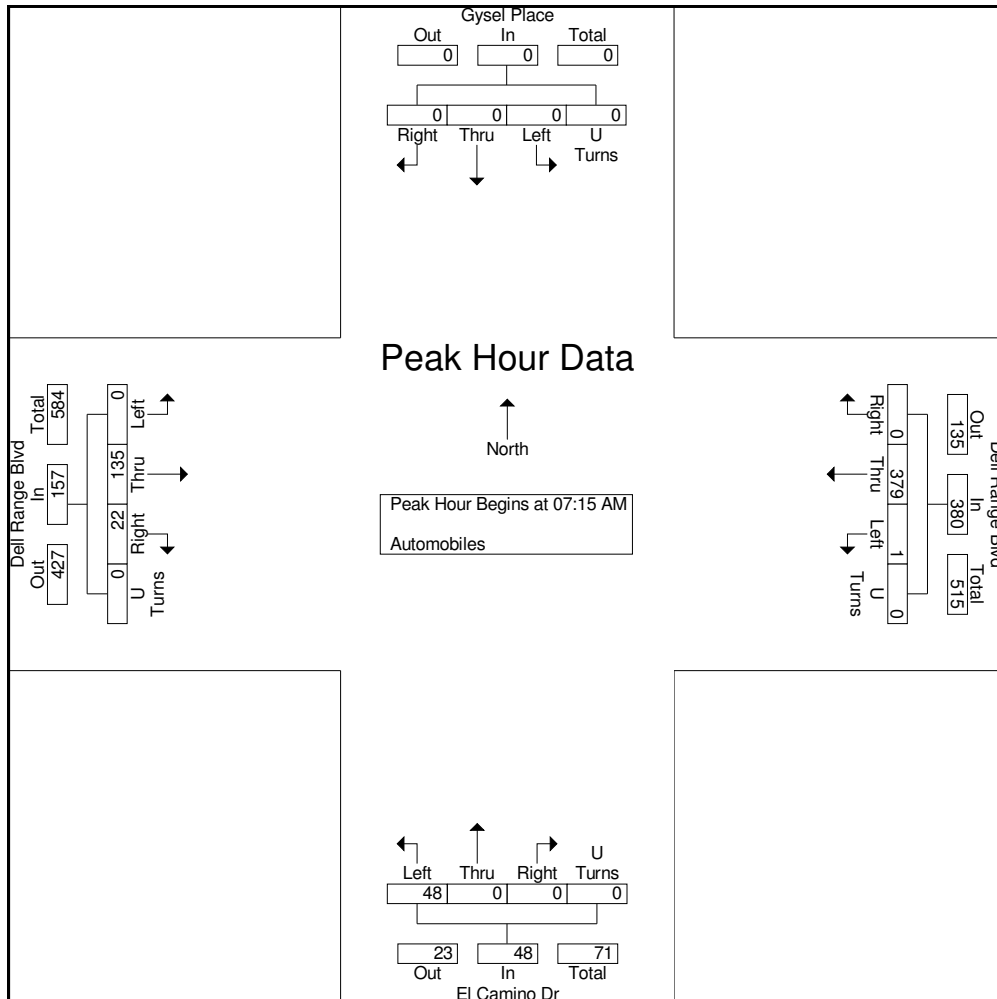 Gysel Place
Out In Total
0 0 0
0 0 0 0
Right Thru Left U
Turns
Peak Hour Data
North
Peak Hour Begins at 07:15 AM
Automobiles
Dell Range Blvd
Out In Total
427 157 584
0 22 135 0
U Right Thru Left
Turns
Dell Range Blvd
Out In Total
135 380 515
0 379 1 0
Right Thru Left U
Turns
U
Left Thru Right Turns
48 0 0 0
23 48 71
Out In Total
El Camino Dr